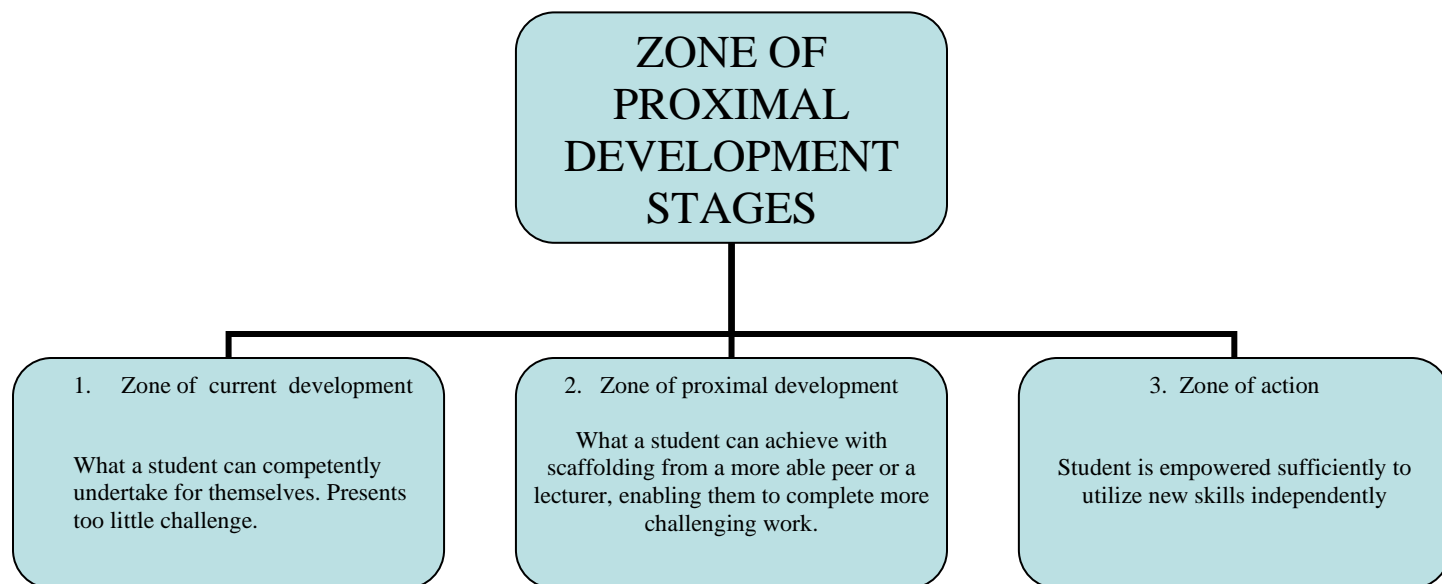 ZONE OF
PROXIMAL
DEVELOPMENT
STAGES
1. Zone of current development
What a student can competently
undertake for themselves. Presents
too little challenge.
2. Zone of proximal development
What a student can achieve with
scaffolding from a more able peer or a
lecturer, enabling them to complete more
challenging work.
3. Zone of action
Student is empowered sufficiently to
utilize new skills independently